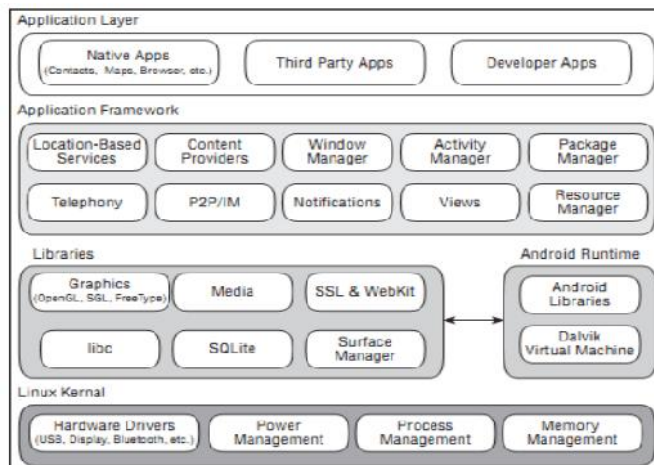 Application Layer
Native Apps
(Contacts, Maps, Browser, etc.)
Third Party Apps
Developer Apps
Application Framework
Location-Based
Services
Content
Providers
Window
Manager
Activity
Manager
Package
Manager
Telephony
P2P/IM
Notifications
Views
Resource
Manager
Libraries
Graphics
(OpenGL, SGL, FreeType)
Media
SSL & WebKit
libc
SQLite
Surface
Manager
Android Runtime
Android
Libraries
Dalvik
Virtual Machine
Linux Kernal
Hardware Drivers
(USB, Display, Bluetooth, etc.)
Power
Management
Process
Management
Memory
Management